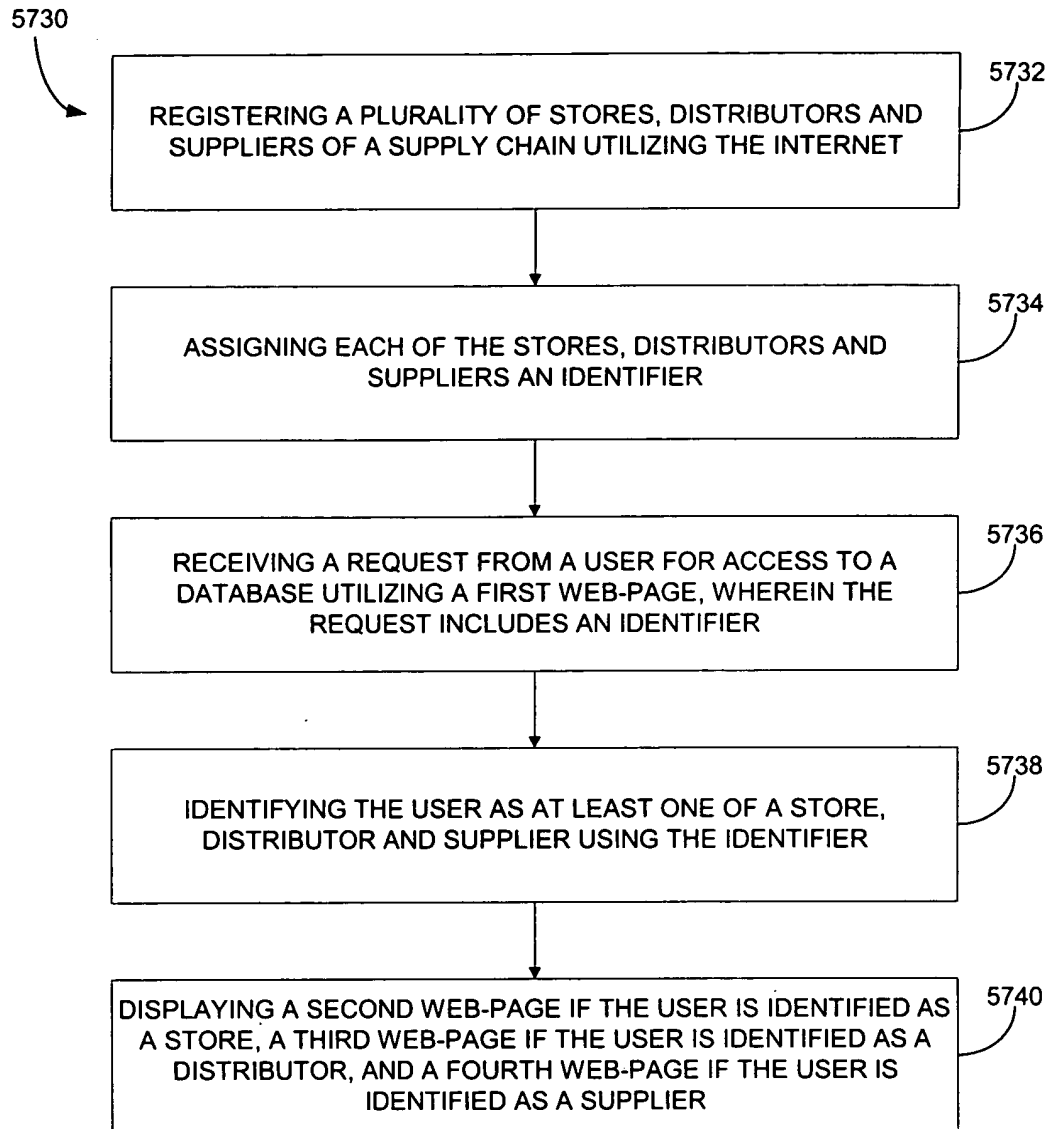 5730
5732
REGISTERING A PLURALITY OF STORES, DISTRIBUTORS AND
SUPPLIERS OF A SUPPLY CHAIN UTILIZING THE INTERNET
5734
ASSIGNING EACH OF THE STORES, DISTRIBUTORS AND
SUPPLIERS AN IDENTIFIER
5736
RECEIVING A REQUEST FROM A USER FOR ACCESS TO A
DATABASE UTILIZING A FIRST WEB-PAGE, WHEREIN THE
REQUEST INCLUDES AN IDENTIFIER
5738
IDENTIFYING THE USER AS AT LEAST ONE OF A STORE,
DISTRIBUTOR AND SUPPLIER USING THE IDENTIFIER
5740
DISPLAYING A SECOND WEB-PAGE IF THE USER IS IDENTIFIED AS
A STORE, A THIRD WEB-PAGE IF THE USER IS IDENTIFIED AS A
DISTRIBUTOR, AND A FOURTH WEB-PAGE IF THE USER IS
IDENTIFIED AS A SUPPLIER